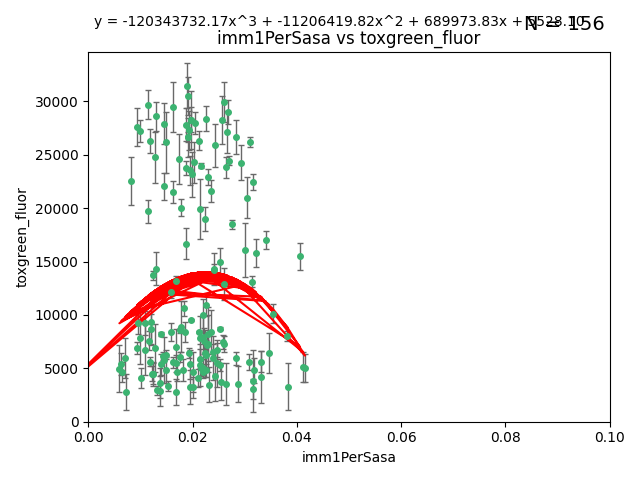 y = -120343732.17x^3 + -11206419.82x^2 + 689973.83x + 5528.10
N = 156
imm1PerSasa vs toxgreen_fluor
30000
25000
20000
15000
10000
5000
0
toxgreen_fluor
0.00 0.02 0.04 0.06 0.08 0.10
imm1PerSasa